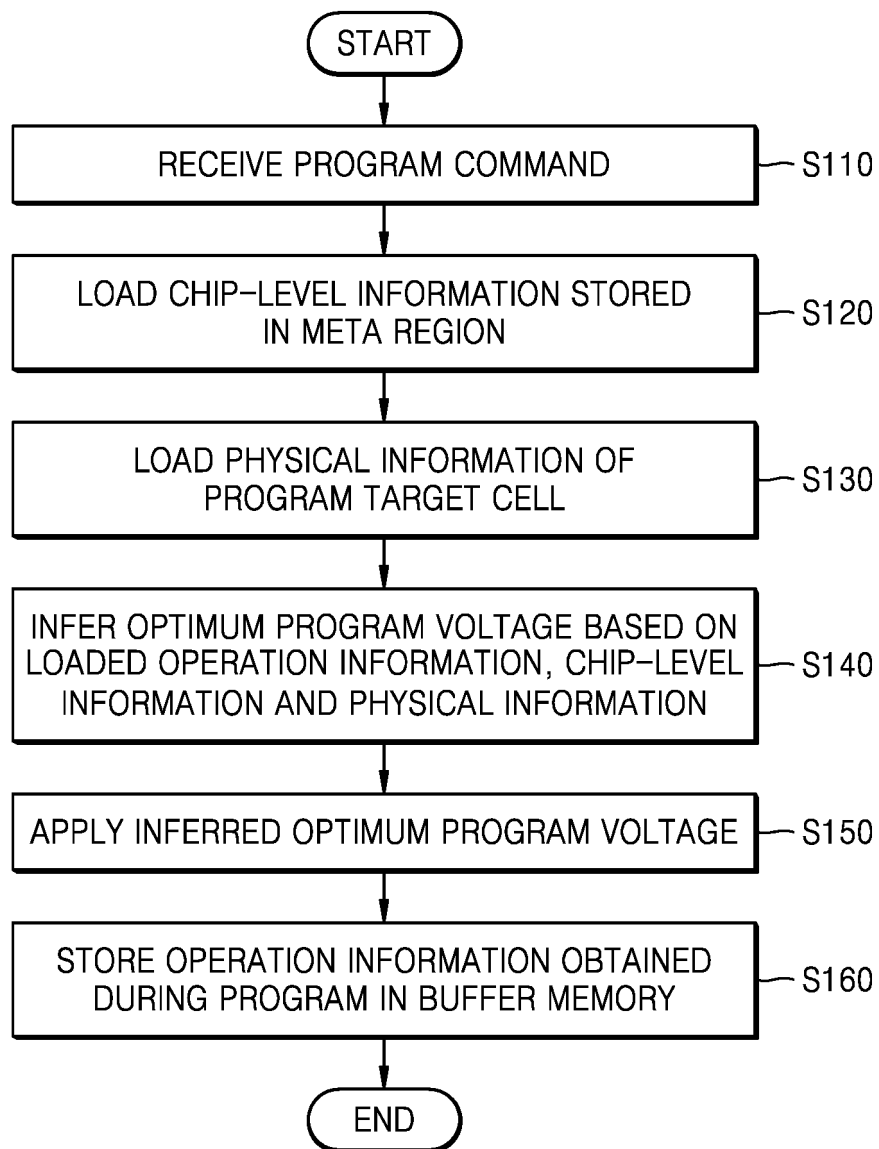 START
RECEIVE PROGRAM COMMAND
S110
LOAD CHIP-LEVEL INFORMATION STORED
IN META REGION
S120
LOAD PHYSICAL INFORMATION OF
PROGRAM TARGET CELL
S130
INFER OPTIMUM PROGRAM VOLTAGE BASED ON
LOADED OPERATION INFORMATION, CHIP-LEVEL
INFORMATION AND PHYSICAL INFORMATION
S140
APPLY INFERRED OPTIMUM PROGRAM VOLTAGE
S150
STORE OPERATION INFORMATION OBTAINED
DURING PROGRAM IN BUFFER MEMORY
S160
END